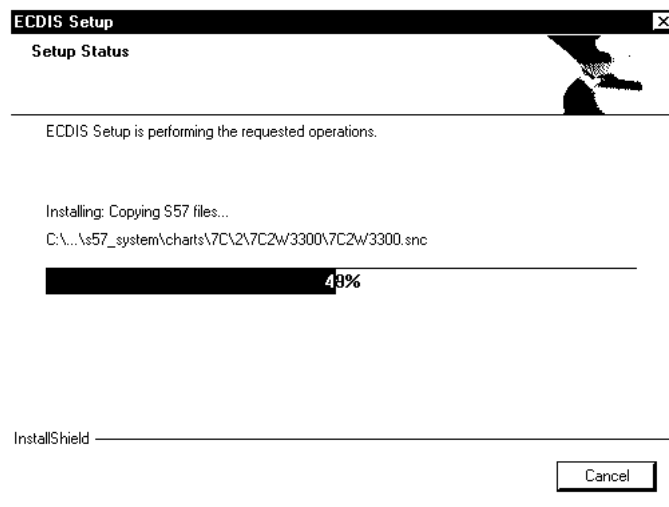 ECDIS Setup
Setup Status
ECDIS Setup is performing the requested operations.
Installing: Copying S57 files...
C:\...\s57_system\charts\7C\2\7C2W3300\7C2W3300.snc
49%
InstallShield
Cancel